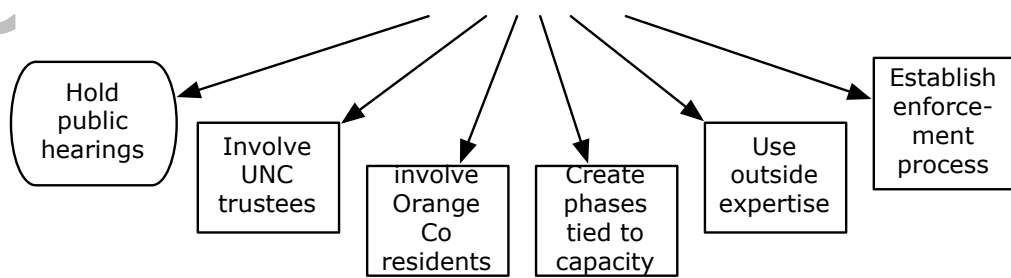 Hold
public
hearings
Involve
UNC
trustees
involve
Orange
Co
residents
Create
phases
tied to
capacity
Use
outside
expertise
Establish
enforce-
ment
process